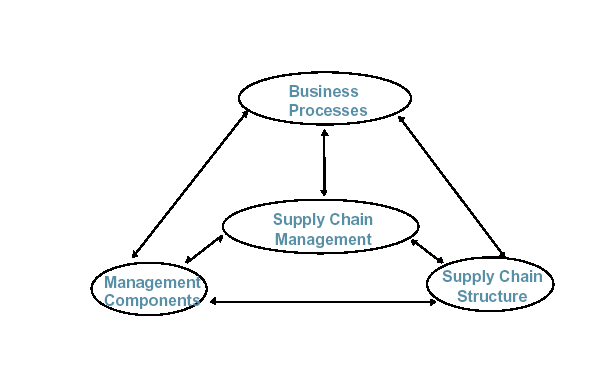 Business
Processes
Supply Chain
Management
Management
Components
Supply Chain
Structure